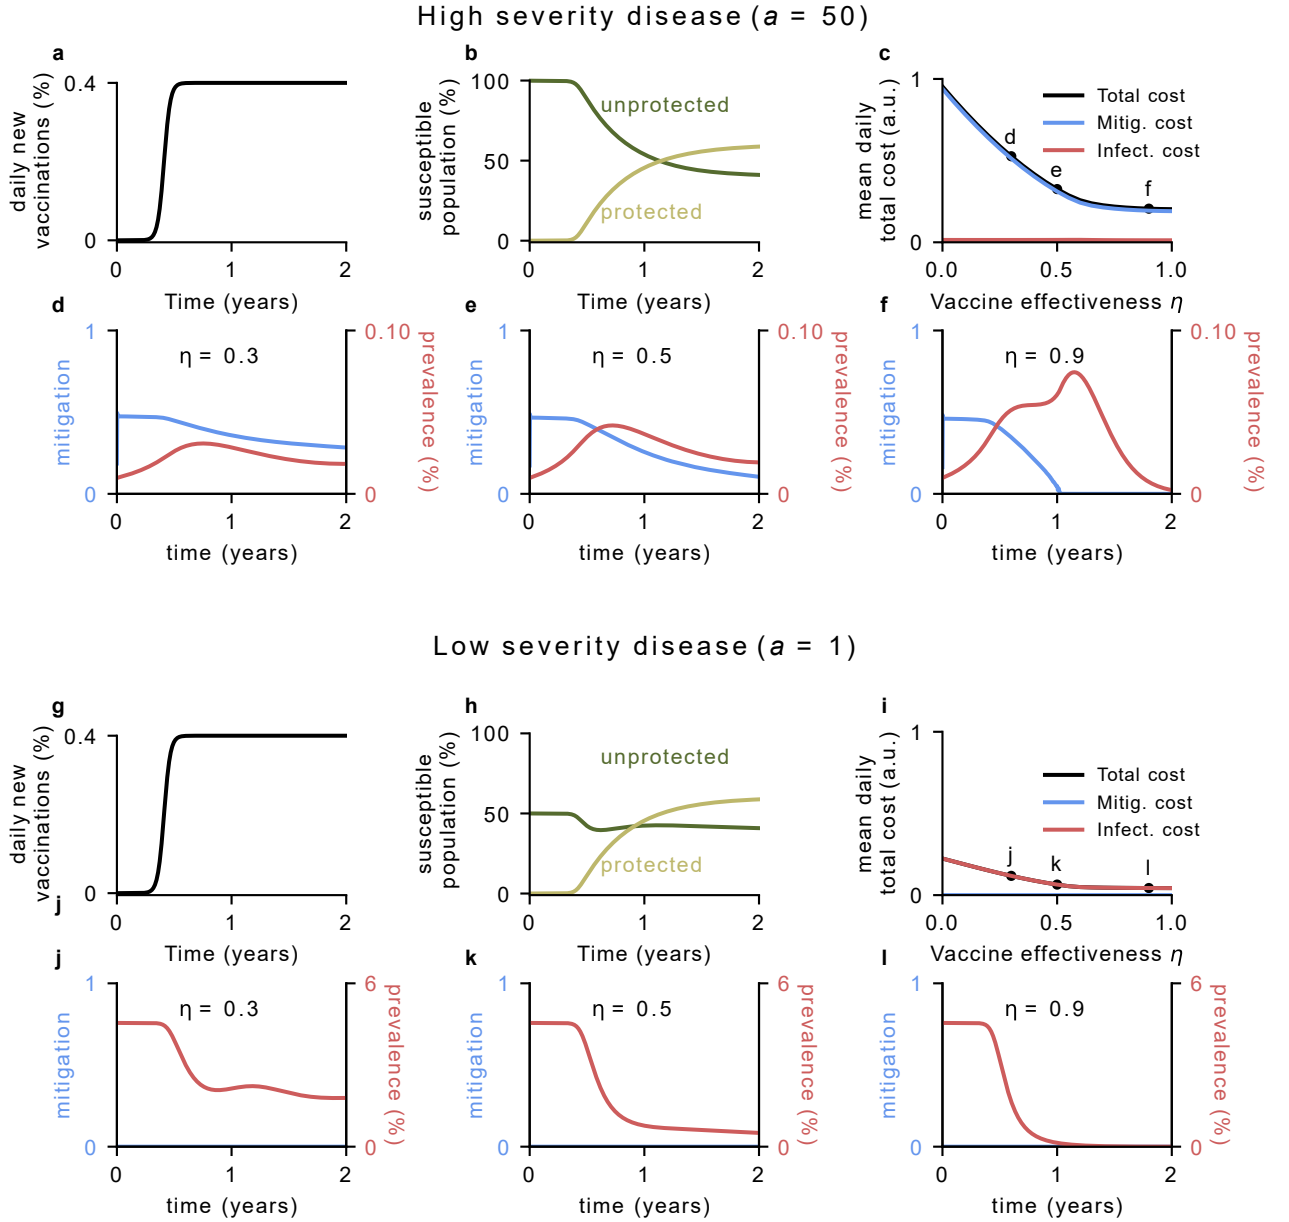 High severity disease (a = 50)
a
daily new
vaccinations (%)
0.4
0
0
1
2
Time (years)
b
susceptible
population (%)
100
50
0
unprotected
protected
0
1
2
Time (years)
c
mean daily
total cost (a.u.)
1
0
Total cost
Mitig. cost
Infect. cost
d
e
f
0.0
0.5
1.0
Vaccine effectiveness η
d
mitigation
1
0
η = 0.3
0.10
0
prevalence (%)
0
1
2
time (years)
e
mitigation
1
0
η = 0.5
0.10
0
prevalence (%)
0
1
2
time (years)
f
mitigation
1
0
η = 0.9
0.10
0
prevalence (%)
0
1
2
time (years)
Low severity disease (a = 1)
g
daily new
vaccinations (%)
0.4
0
j
0
1
2
Time (years)
h
susceptible
population (%)
100
50
0
unprotected
protected
0
1
2
Time (years)
i
mean daily
total cost (a.u.)
1
0
Total cost
Mitig. cost
Infect. cost
j
k
l
0.0
0.5
1.0
Vaccine effectiveness η
j
mitigation
1
0
η = 0.3
6
0
prevalence (%)
0
1
2
time (years)
k
mitigation
1
0
η = 0.5
6
0
prevalence (%)
0
1
2
time (years)
l
mitigation
1
0
η = 0.9
6
0
prevalence (%)
0
1
2
time (years)